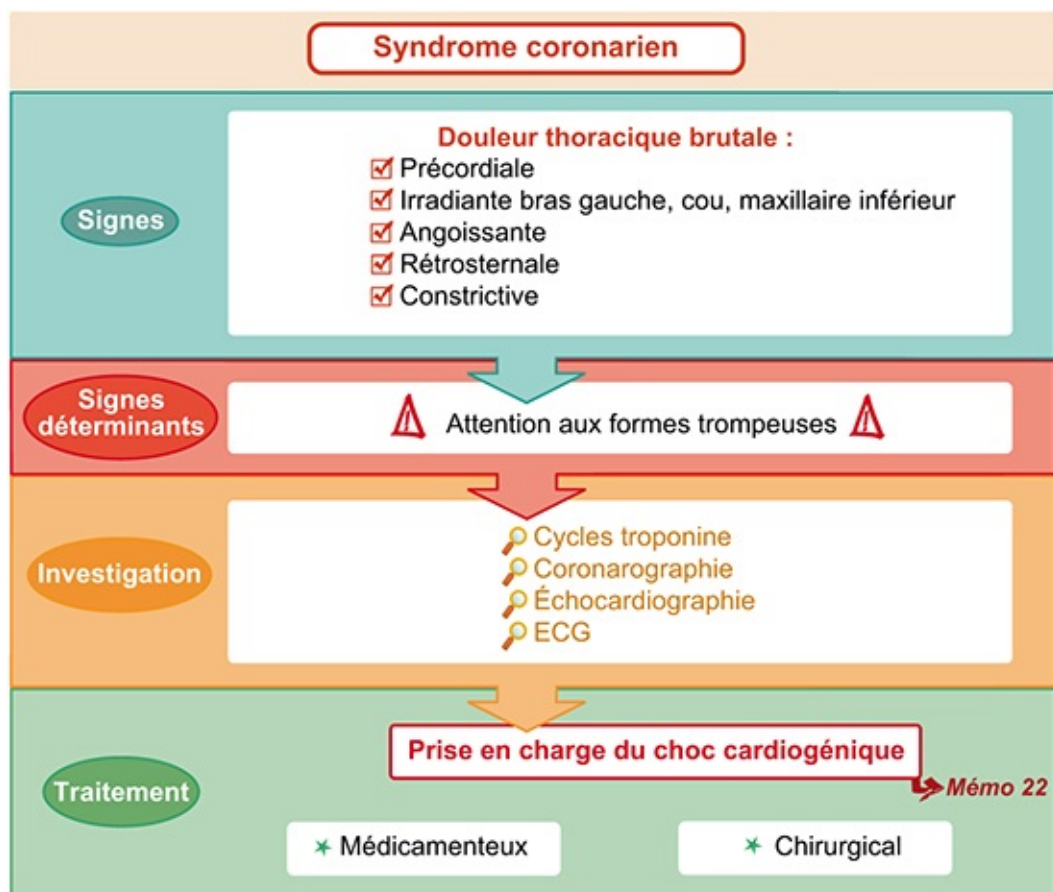 Syndrome coronarien
Signes
Douleur thoracique brutale :
Précordiale
Irradiante bras gauche, cou, maxillaire inférieur
Angoissante
Rétrosternale
Constrictive
Signes
déterminants
Attention aux formes trompeuses
Investigation
Cycles troponine
Coronarographie
Échocardiographie
ECG
Traitement
Prise en charge du choc cardiogénique
Mémo 22
Médicamenteux
Chirurgical